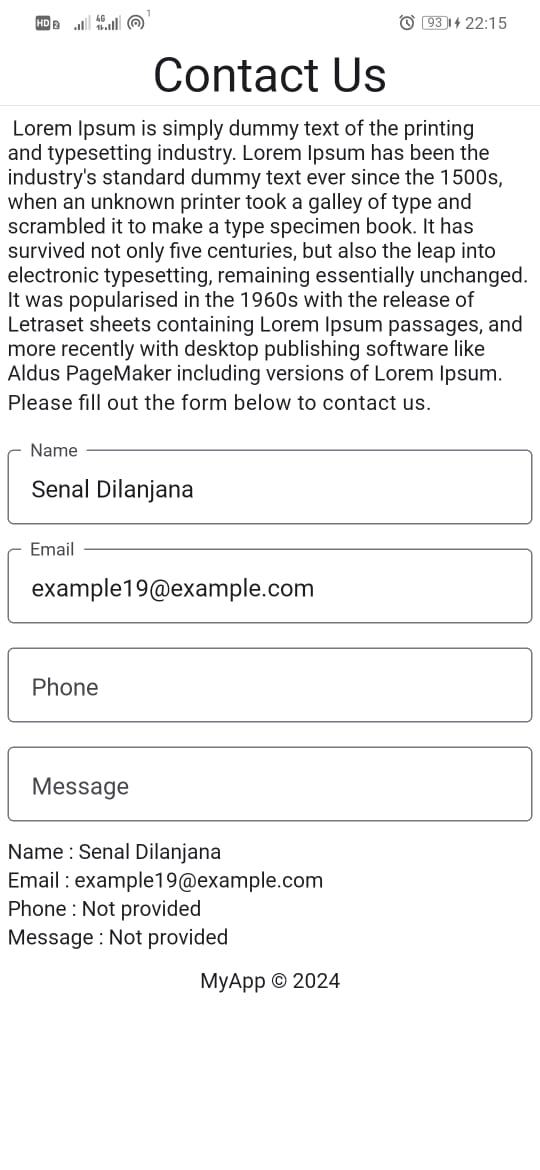 HD 2 4G 1 93 22:15
Contact Us
Lorem Ipsum is simply dummy text of the printing
and typesetting industry. Lorem Ipsum has been the
industry's standard dummy text ever since the 1500s,
when an unknown printer took a galley of type and
scrambled it to make a type specimen book. It has
survived not only five centuries, but also the leap into
electronic typesetting, remaining essentially unchanged.
It was popularised in the 1960s with the release of
Letraset sheets containing Lorem Ipsum passages, and
more recently with desktop publishing software like
Aldus PageMaker including versions of Lorem Ipsum.
Please fill out the form below to contact us.
Name
Senal Dilanjana
Email
example19@example.com
Phone
Message
Name : Senal Dilanjana
Email : example19@example.com
Phone : Not provided
Message : Not provided
MyApp © 2024